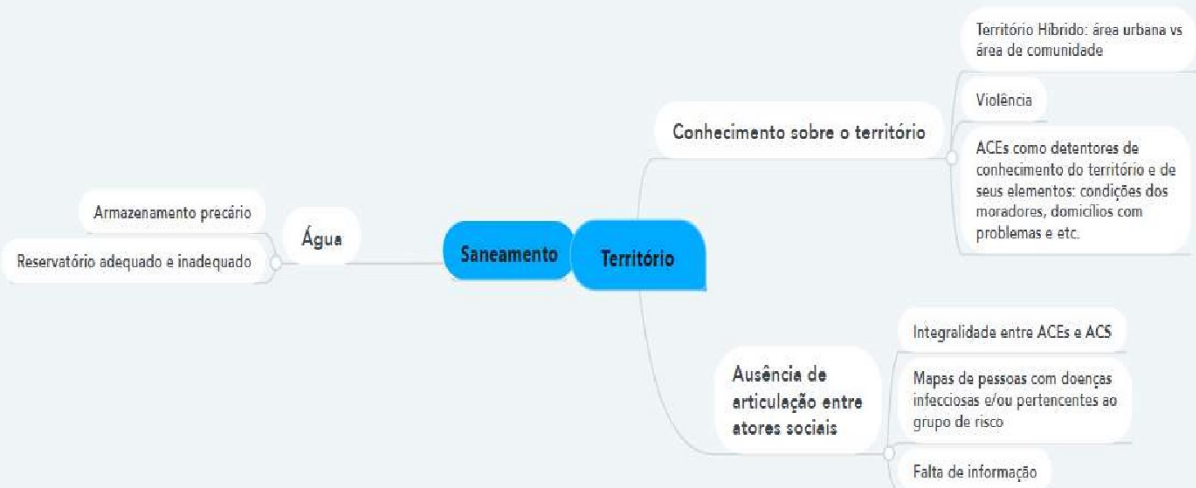 Território Híbrido: área urbana vs
área de comunidade
Violência
Conhecimento sobre o território
ACEs como detentores de
conhecimento do território e de
seus elementos: condições dos
moradores, domicílios com
problemas e etc.
Armazenamento precário
Água
Reservatório adequado e inadequado
Saneamento
Território
Integralidade entre ACEs e ACS
Ausência de
articulação entre
atores sociais
Mapas de pessoas com doenças
infecciosas e/ou pertencentes ao
grupo de risco
Falta de informação